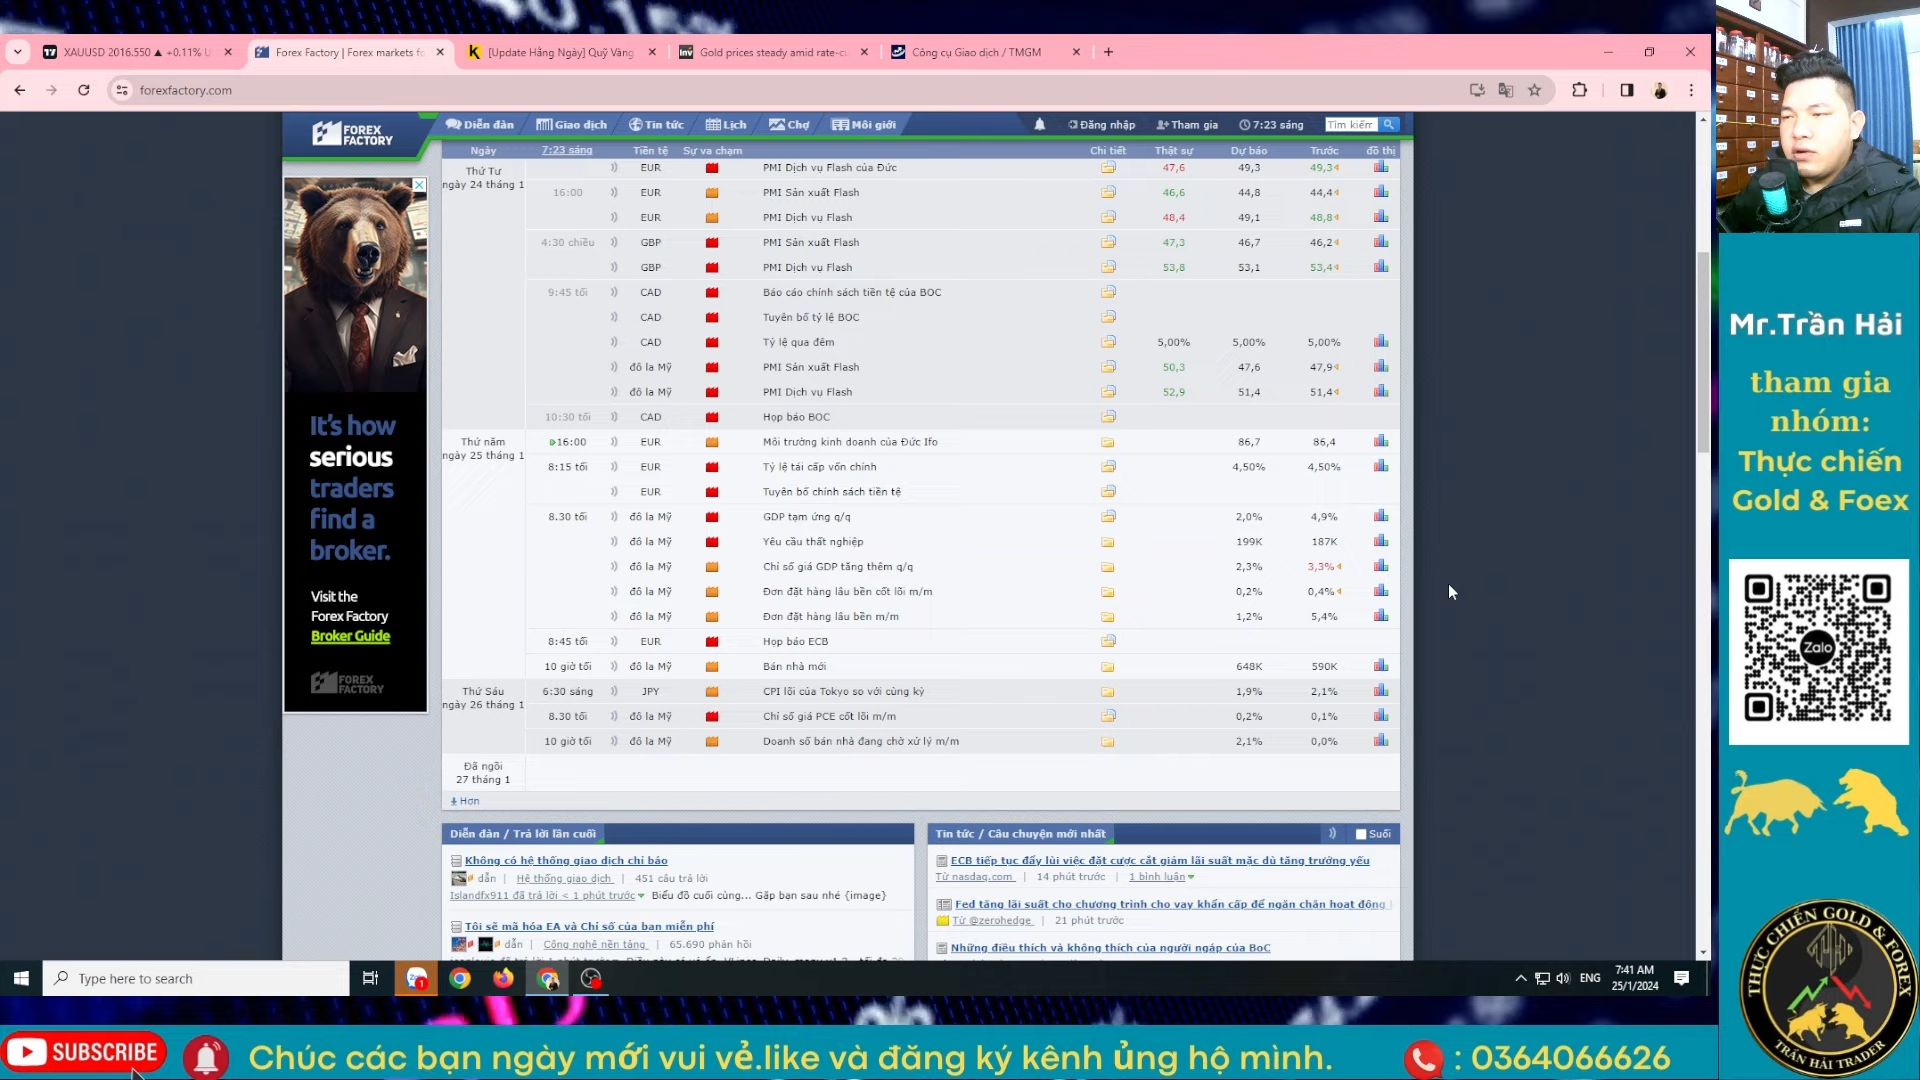 XAUUSD 2016.550 ▲ +0.11% U
Forex Factory | Forex markets fo
[Update Hằng Ngày] Quỹ Vàng
Gold prices steady amid rate-cu
Công cụ Giao dịch / TMGM
forexfactory.com
FOREX FACTORY
Diễn đàn Giao dịch Tin tức Lịch Chợ Môi giới
Đăng nhập Tham gia 7:23 sáng Tìm kiếm
Ngày 7:23 sáng Tiền tệ Sự va chạm Chi tiết Thật sự Dự báo Trước đồ thị
Thứ Tư ngày 24 tháng 1
EUR PMI Dịch vụ Flash của Đức 47,6 49,3 49,3
16:00 EUR PMI Sản xuất Flash 46,6 44,8 44,4
EUR PMI Dịch vụ Flash 48,4 49,1 48,8
4:30 chiều GBP PMI Sản xuất Flash 47,3 46,7 46,2
GBP PMI Dịch vụ Flash 53,8 53,1 53,4
9:45 tối CAD Báo cáo chính sách tiền tệ của BOC
CAD Tuyên bố tỷ lệ BOC
CAD Tỷ lệ qua đêm 5,00% 5,00% 5,00%
đô la Mỹ PMI Sản xuất Flash 50,3 47,6 47,9
đô la Mỹ PMI Dịch vụ Flash 52,9 51,4 51,4
10:30 tối CAD Họp báo BOC
Thứ năm ngày 25 tháng 1
16:00 EUR Môi trường kinh doanh của Đức Ifo 86,7 86,4
8:15 tối EUR Tỷ lệ tái cấp vốn chính 4,50% 4,50%
EUR Tuyên bố chính sách tiền tệ
8.30 tối đô la Mỹ GDP tạm ứng q/q 2,0% 4,9%
đô la Mỹ Yêu cầu thất nghiệp 199K 187K
đô la Mỹ Chỉ số giá GDP tăng thêm q/q 2,3% 3,3%
đô la Mỹ Đơn đặt hàng lâu bền cốt lõi m/m 0,2% 0,4%
đô la Mỹ Đơn đặt hàng lâu bền m/m 1,2% 5,4%
8:45 tối EUR Họp báo ECB
10 giờ tối đô la Mỹ Bán nhà mới 648K 590K
Thứ Sáu ngày 26 tháng 1
6:30 sáng JPY CPI lõi của Tokyo so với cùng kỳ 1,9% 2,1%
8.30 tối đô la Mỹ Chỉ số giá PCE cốt lõi m/m 0,2% 0,1%
10 giờ tối đô la Mỹ Doanh số bán nhà đang chờ xử lý m/m 2,1% 0,0%
Đã ngồi
27 tháng 1
Hơn
It's how
serious
traders
find a
broker.
Visit the
Forex Factory
Broker Guide
FOREX FACTORY
Diễn đàn / Trả lời lần cuối
Không có hệ thống giao dịch chỉ báo
dẫn | Hệ thống giao dịch | 451 câu trả lời
Islandfx911 đã trả lời < 1 phút trước Biểu đồ cuối cùng... Gặp bạn sau nhé {image}
Tôi sẽ mã hóa EA và Chỉ số của bạn miễn phí
dẫn | Công nghệ nền tảng | 65.690 phản hồi
Tin tức / Câu chuyện mới nhất Suối
ECB tiếp tục đẩy lùi việc đặt cược cắt giảm lãi suất mặc dù tăng trưởng yếu
Từ nasdaq.com | 14 phút trước | 1 bình luận
Fed tăng lãi suất cho chương trình cho vay khẩn cấp để ngăn chặn hoạt động
Từ @zerohedge | 21 phút trước
Những điều thích và không thích của người ngáp của BoC
Type here to search
ENG
7:41 AM
25/1/2024
Mr.Trần Hải
tham gia
nhóm:
Thực chiến
Gold & Foex
Zalo
THỰC CHIẾN GOLD & FOREX
TRẦN HẢI TRADER
SUBSCRIBE
Chúc các bạn ngày mới vui vẻ.like và đăng ký kênh ủng hộ mình.
: 0364066626